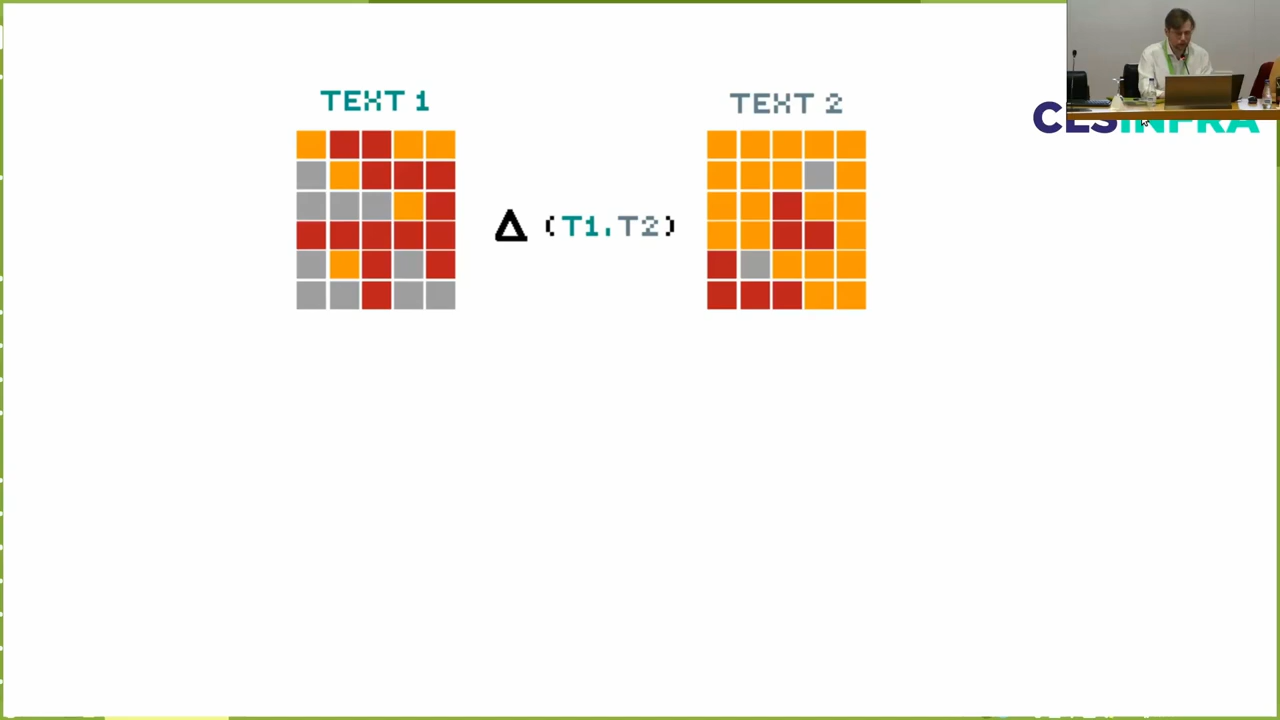 TEXT 1
TEXT 2
Δ (T1,T2)
CLSINFRA